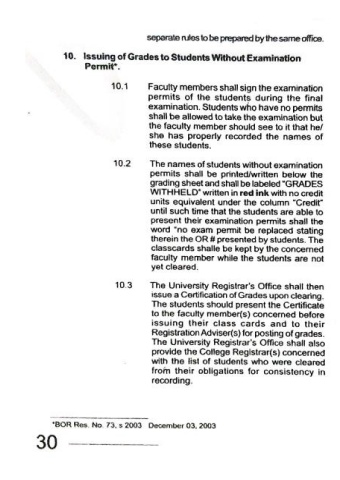 separate rules to be prepared by the same office.
10. Issuing of Grades to Students Without Examination
Permit*.
10.1 Faculty members shall sign the examination
permits of the students during the final
examination. Students who have no permits
shall be allowed to take the examination but
the faculty member should see to it that he/
she has properly recorded the names of
these students.
10.2 The names of students without examination
permits shall be printed/written below the
grading sheet and shall be labeled "GRADES
WITHHELD" written in red ink with no credit
units equivalent under the column "Credit"
until such time that the students are able to
present their examination permits shall the
word "no exam permit be replaced stating
therein the OR # presented by students. The
classcards shalle be kept by the concerned
faculty member while the students are not
yet cleared.
10.3 The University Registrar's Office shall then
issue a Certification of Grades upon clearing.
The students should present the Certificate
to the faculty member(s) concerned before
issuing their class cards and to their
Registration Adviser(s) for posting of grades.
The University Registrar's Office shall also
provide the College Registrar(s) concerned
with the list of students who were cleared
from their obligations for consistency in
recording.
*BOR Res. No. 73, s 2003 December 03, 2003
30